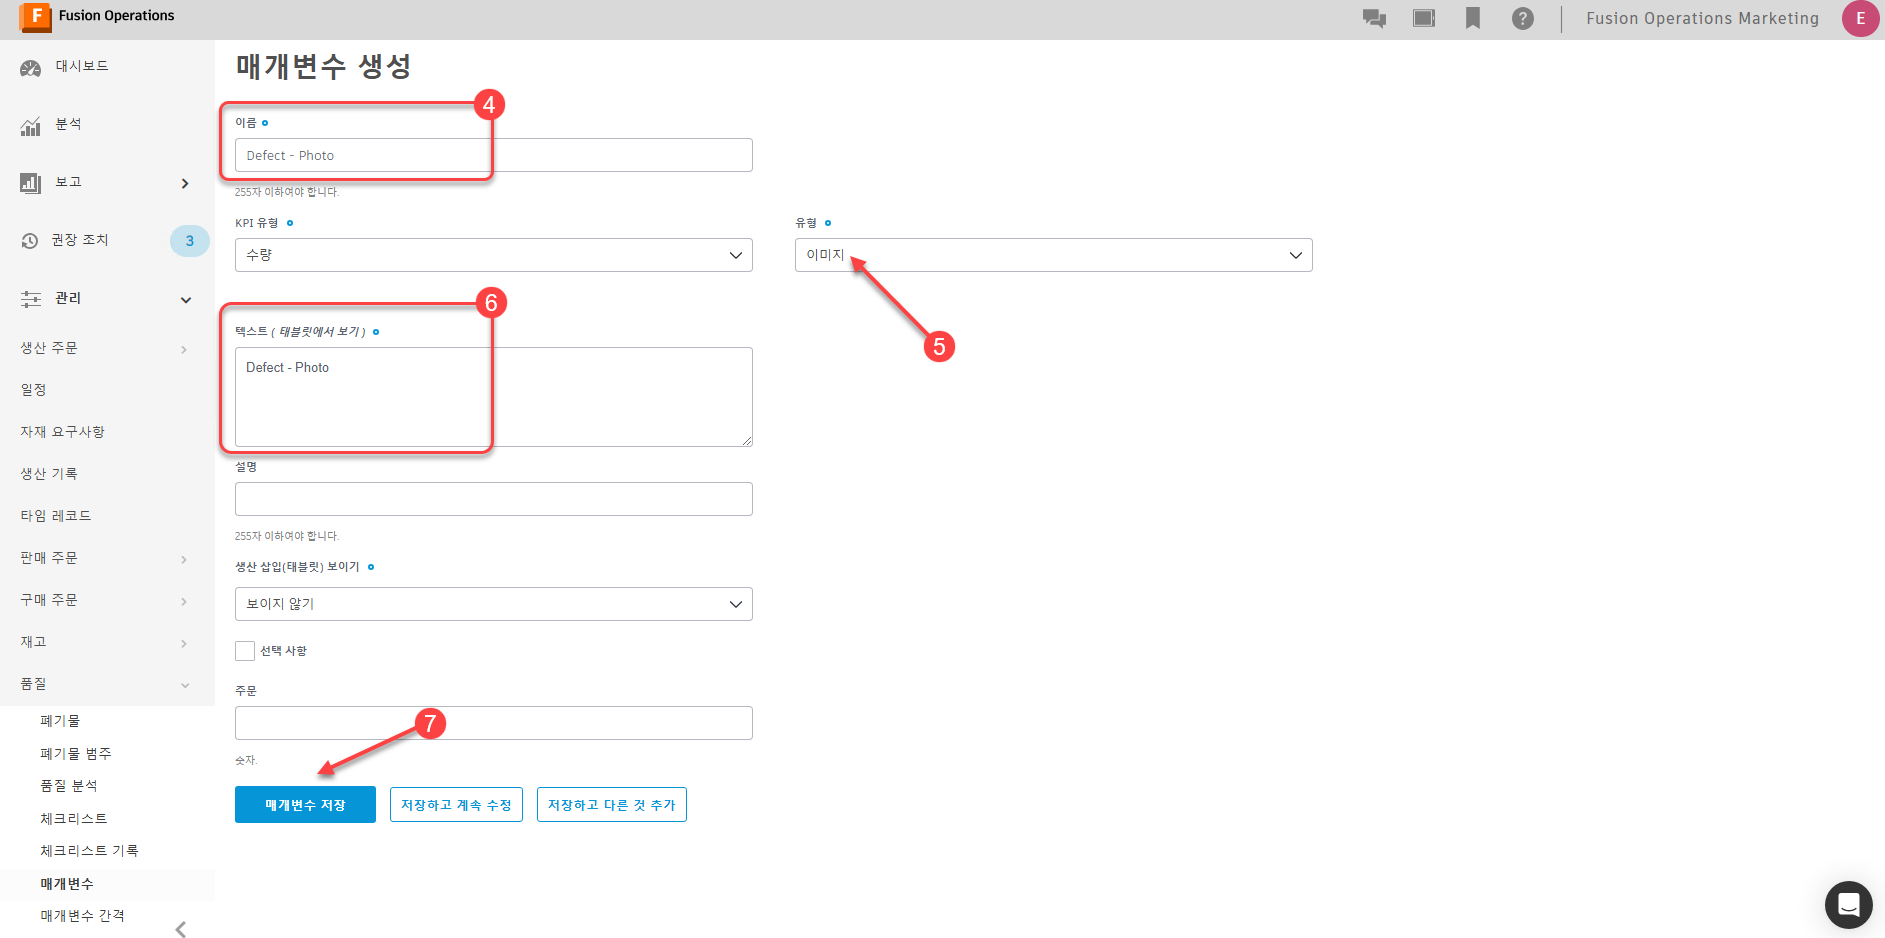 F Fusion Operations
? Fusion Operations Marketing E
대시보드
분석
보고
권장 조치 3
관리
생산 주문
일정
자재 요구사항
생산 기록
타임 레코드
판매 주문
구매 주문
재고
품질
폐기물
폐기물 범주
품질 분석
체크리스트
체크리스트 기록
매개변수
매개변수 간격
매개변수 생성
4
이름
Defect - Photo
255자 이하여야 합니다.
KPI 유형
수량
유형
이미지
5
6
텍스트 ( 태블릿에서 보기 )
Defect - Photo
설명
255자 이하여야 합니다.
생산 삽입(태블릿) 보이기
보이지 않기
선택 사항
주문
7
숫자.
매개변수 저장 저장하고 계속 수정 저장하고 다른 것 추가